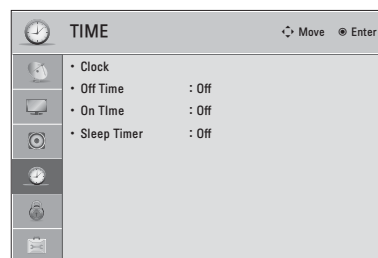 TIME Move Enter
• Clock
• Off Time : Off
• On TIme : Off
• Sleep Timer : Off